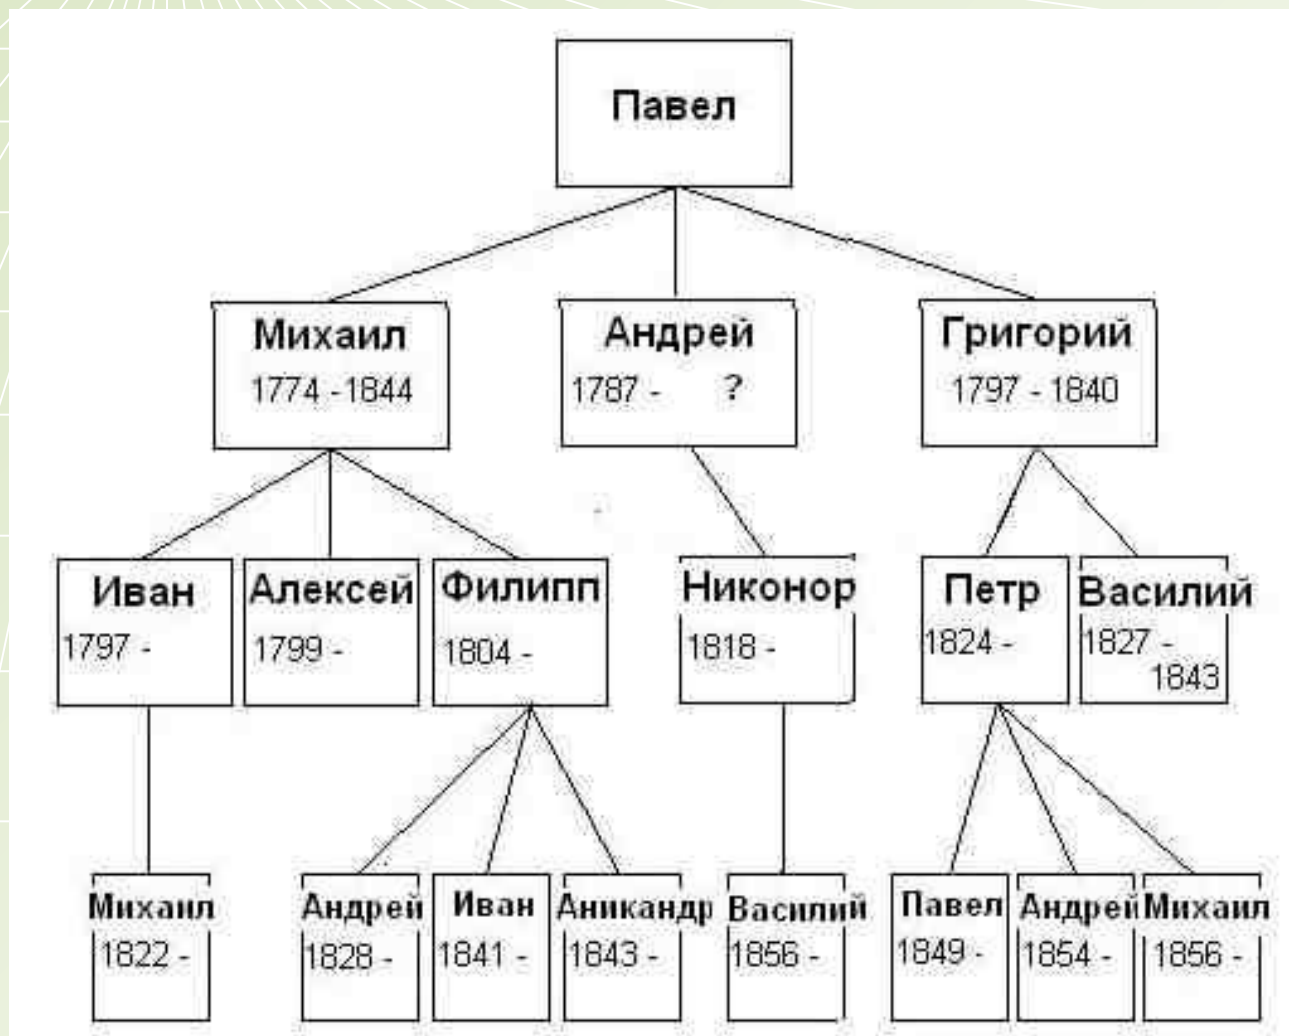 Павел
Михаил
1774 - 1844
Андрей
1787 - ?
Григорий
1797 - 1840
Иван
1797 -
Алексей
1799 -
Филипп
1804 -
Никонор
1818 -
Петр
1824 -
Василий
1827 -
1843
Михаил
1822 -
Андрей
1828 -
Иван
1841 -
Аникандр
1843 -
Василий
1856 -
Павел
1849 -
Андрей
1854 -
Михаил
1856 -